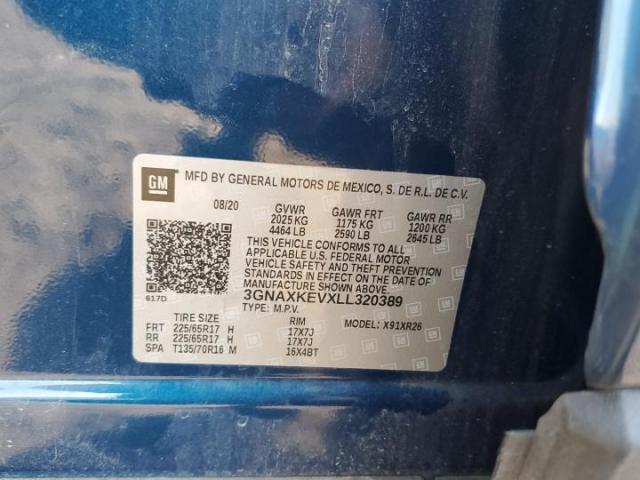 GM
MFD BY GENERAL MOTORS DE MEXICO, S. DE R.L. DE C.V.
08/20 GVWR GAWR FRT GAWR RR
2025 KG 1175 KG 1200 KG
4464 LB 2590 LB 2645 LB
THIS VEHICLE CONFORMS TO ALL
APPLICABLE U.S. FEDERAL MOTOR
VEHICLE SAFETY AND THEFT PREVENTION
STANDARDS IN EFFECT ON THE DATE OF
MANUFACTURE SHOWN ABOVE.
617D 3GNAXKEVXLL320389
TYPE: M.P.V.
TIRE SIZE RIM MODEL: X91XR26
FRT 225/65R17 H 17X7J
RR 225/65R17 H 17X7J
SPA T135/70R16 M 16X4BT